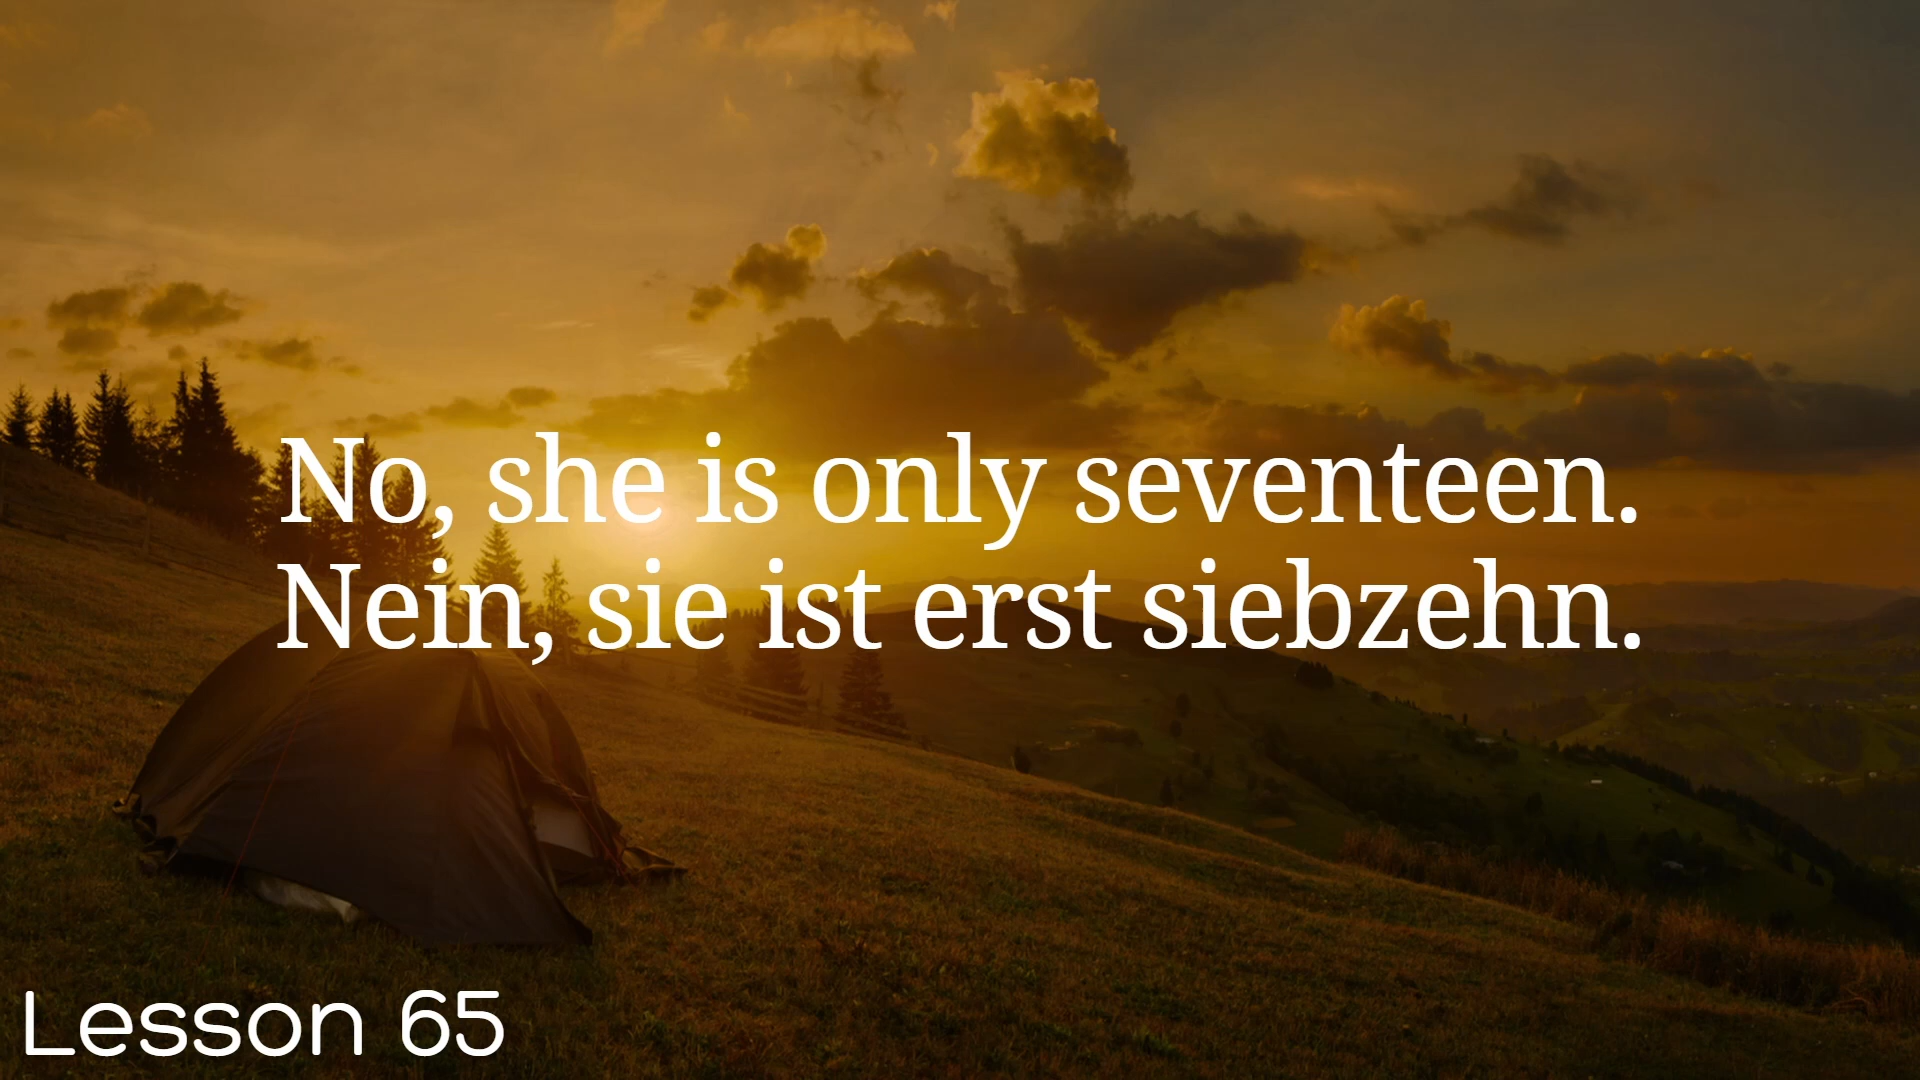 No, she is only seventeen.
Nein, sie ist erst siebzehn.
Lesson 65